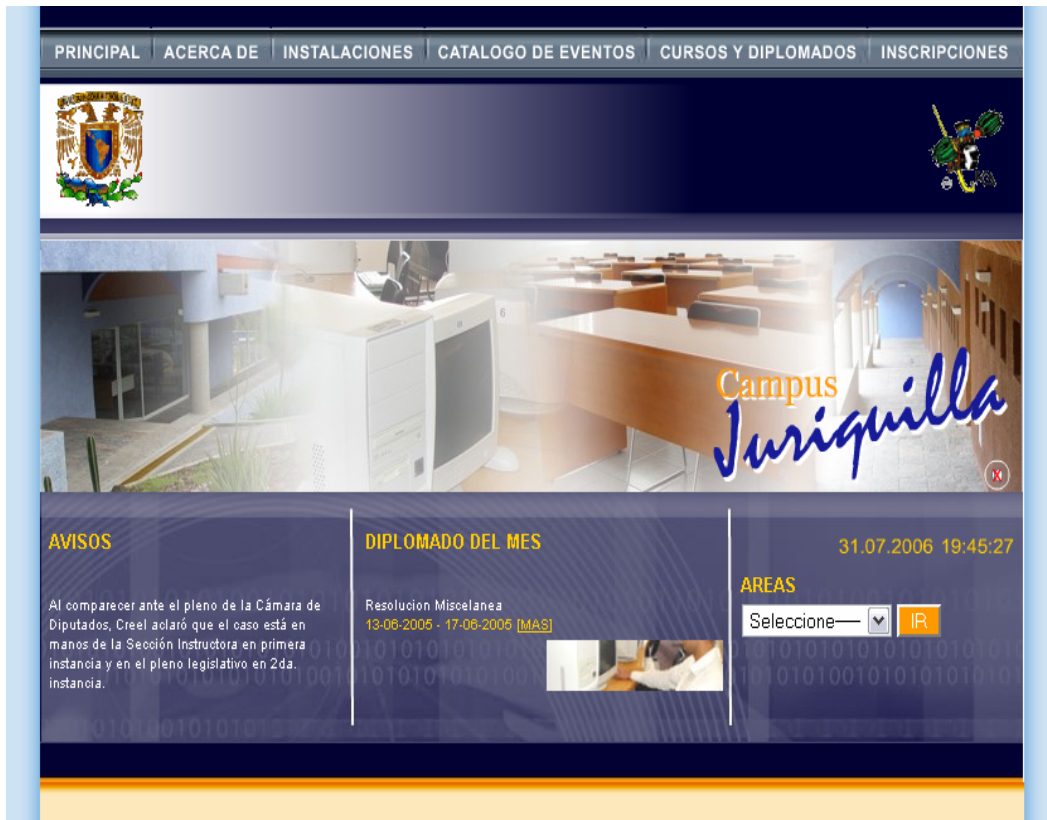 PRINCIPAL ACERCA DE INSTALACIONES CATALOGO DE EVENTOS CURSOS Y DIPLOMADOS INSCRIPCIONES
6
Campus
Juriquilla
AVISOS
Al comparecer ante el pleno de la Cámara de
Diputados, Creel aclaró que el caso está en
manos de la Sección Instructora en primera
instancia y en el pleno legislativo en 2da.
instancia.
DIPLOMADO DEL MES
Resolucion Miscelanea
13-06-2005 - 17-06-2005 [MAS]
31.07.2006 19:45:27
AREAS
Seleccione—– IR